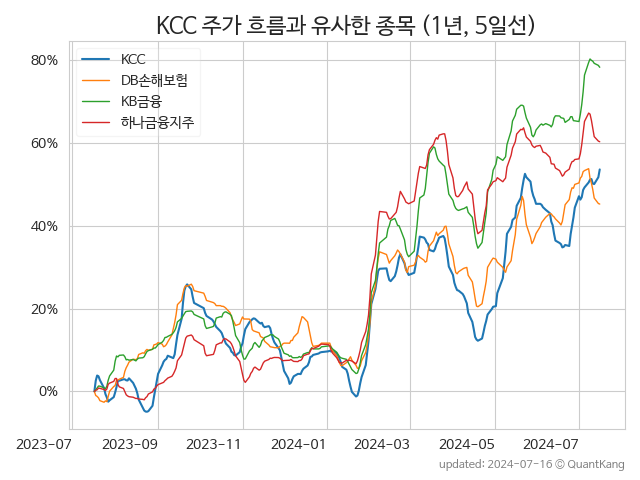 KCC 주가 흐름과 유사한 종목 (1년, 5일선)
KCC
DB손해보험
KB금융
하나금융지주
80%
60%
40%
20%
0%
2023-07
2023-09
2023-11
2024-01
2024-03
2024-05
2024-07
updated: 2024-07-16 © QuantKang